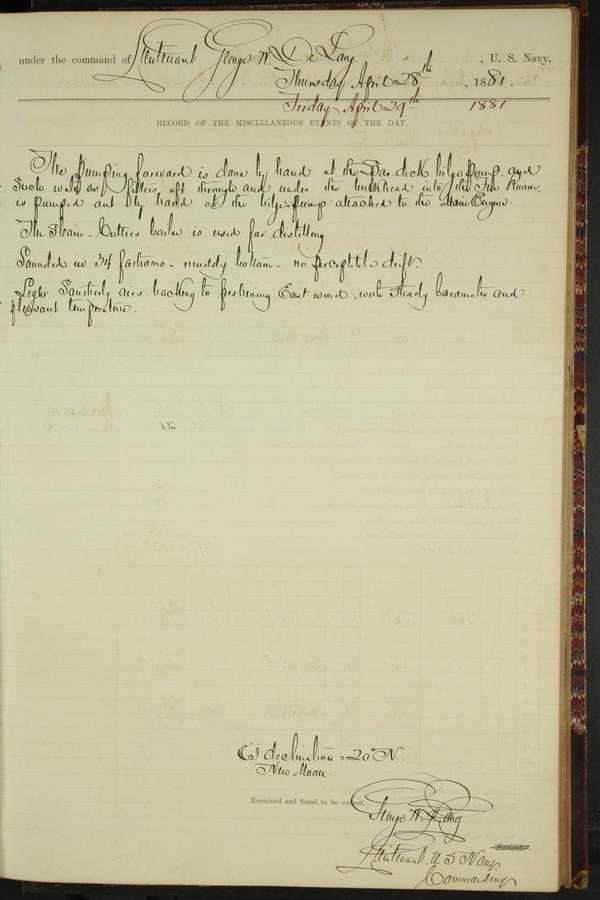 under the command of Lieutenant George W. De Long, U. S. Navy,
Thursday April 28th, 1881.
Friday April 29th 1881
RECORD OF THE MISCELLANEOUS EVENTS OF THE DAY.
The pumping forward is done by hand at the Spar-deck bilge pump, and
such water as filters aft through and under the bulkhead into the Fire Room
is pumped out by hand at the bilge-pump attached to the Main Engine.
The Steam-Cutters boiler is used for distilling
Sounded in 34 fathoms - muddy bottom - no perceptible drift.
Light Southerly airs backing to freshening East wind, with steady barometer and
pleasant temperature.
declination = 20° N
New Moon.
Examined and found to be correct.
George W. De Long
Navigator.
Lieutenant. U S Navy.
Commanding